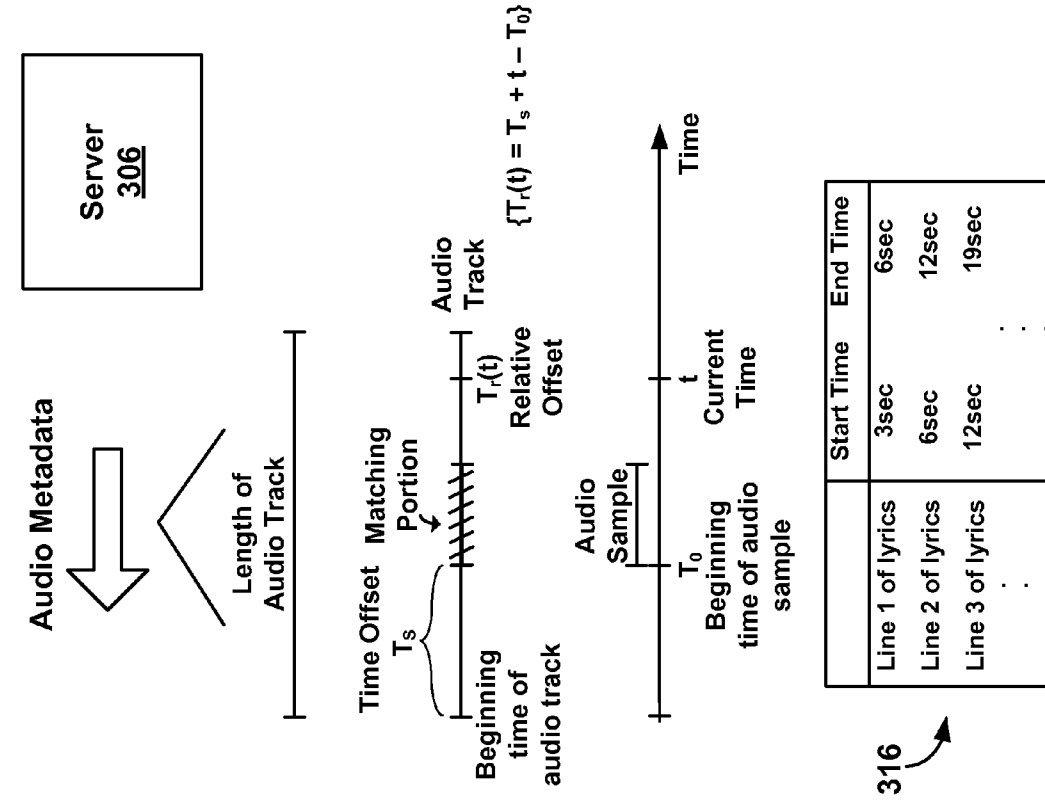 Server
306
Audio Metadata
Length of
Audio Track
Time Offset
Tₛ
Matching
Portion
Audio
Track
Beginning
time of
audio track
Tᵣ(t)
Relative
Offset
{Tᵣ(t) = Tₛ + t – T₀}
Audio
Sample
T₀
Beginning
time of audio
sample
t
Current
Time
Time
316
Start Time End Time
Line 1 of lyrics 3sec 6sec
Line 2 of lyrics 6sec 12sec
Line 3 of lyrics 12sec 19sec